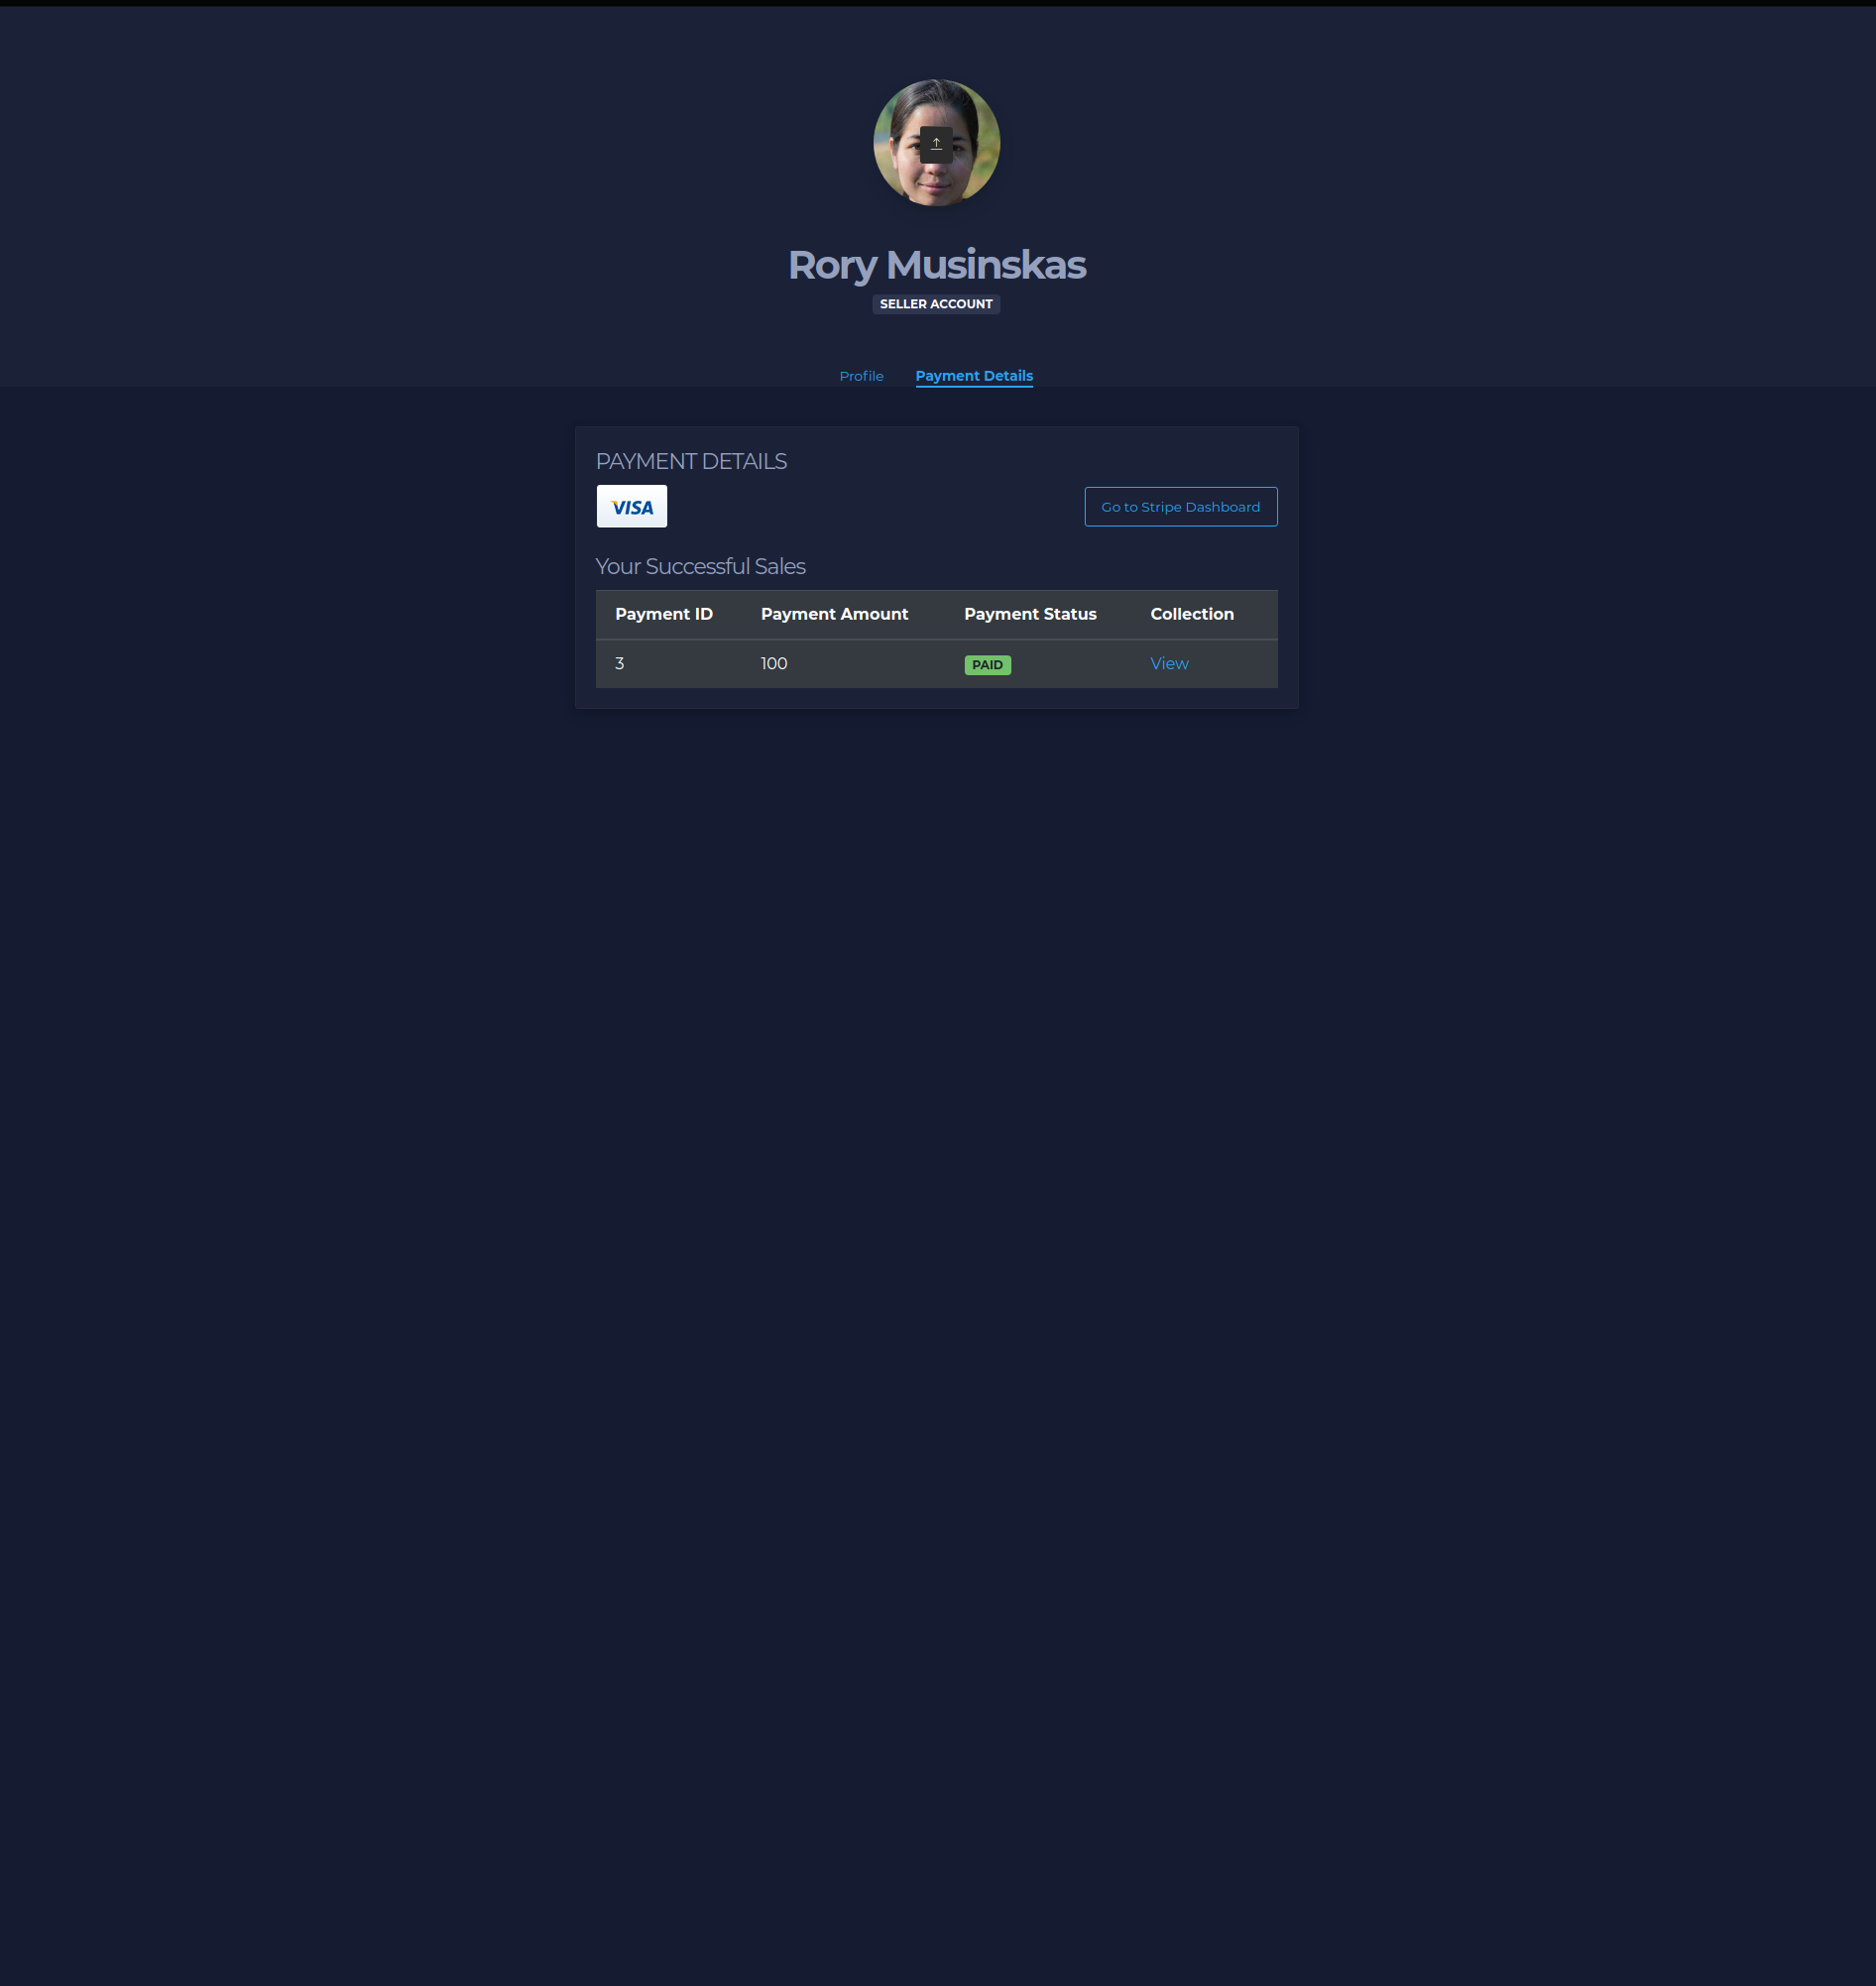 Rory Musinskas
SELLER ACCOUNT
Profile Payment Details
PAYMENT DETAILS
VISA Go to Stripe Dashboard
Your Successful Sales
Payment ID Payment Amount Payment Status Collection
3 100 PAID View